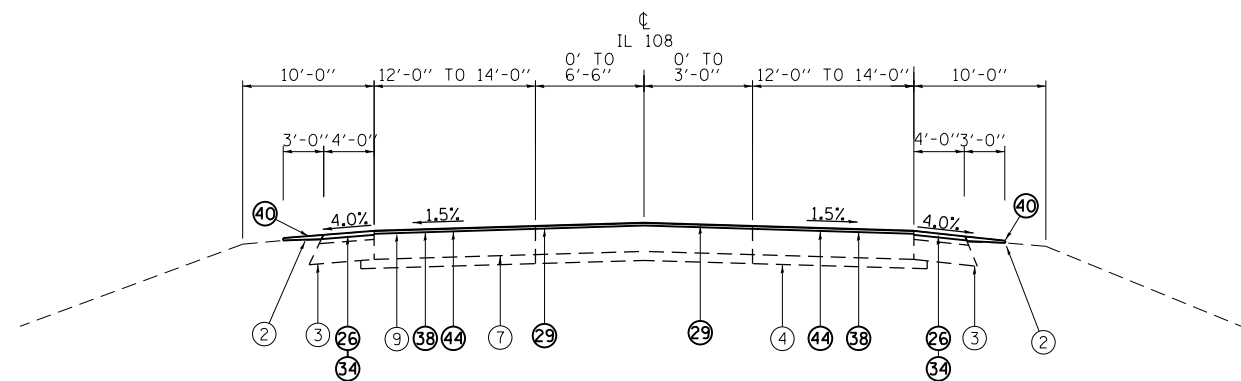 ℄
IL 108
10'-0'' 12'-0'' TO 14'-0'' 0' TO 6'-6'' 0' TO 3'-0'' 12'-0'' TO 14'-0'' 10'-0''
3'-0'' 4'-0'' 4'-0'' 3'-0''
40 4.0% 1.5% 1.5% 4.0% 40
2 3 26 9 38 44 7 29 29 4 44 38 26 3 2
34 34